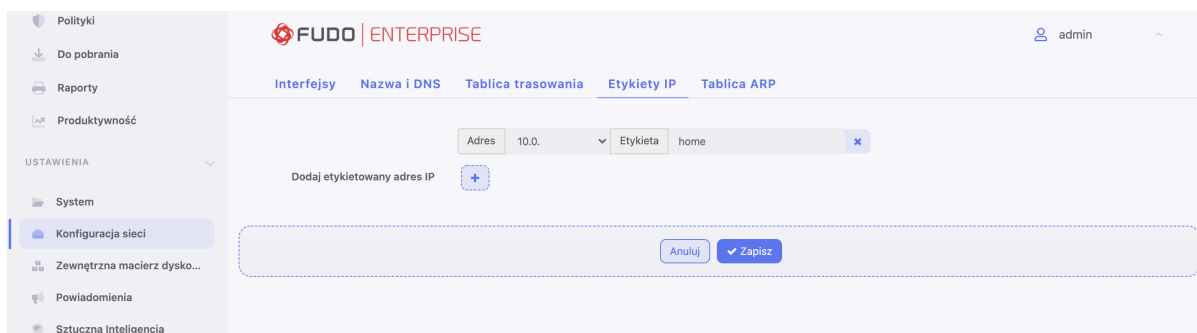 Polityki
Do pobrania
Raporty
Produktywność
USTAWIENIA
System
Konfiguracja sieci
Zewnętrzna macierz dysko...
Powiadomienia
Sztuczna Inteligencja
FUDO ENTERPRISE
admin
Interfejsy Nazwa i DNS Tablica trasowania Etykiety IP Tablica ARP
Adres 10.0. Etykieta home
Dodaj etykietowany adres IP
Anuluj Zapisz